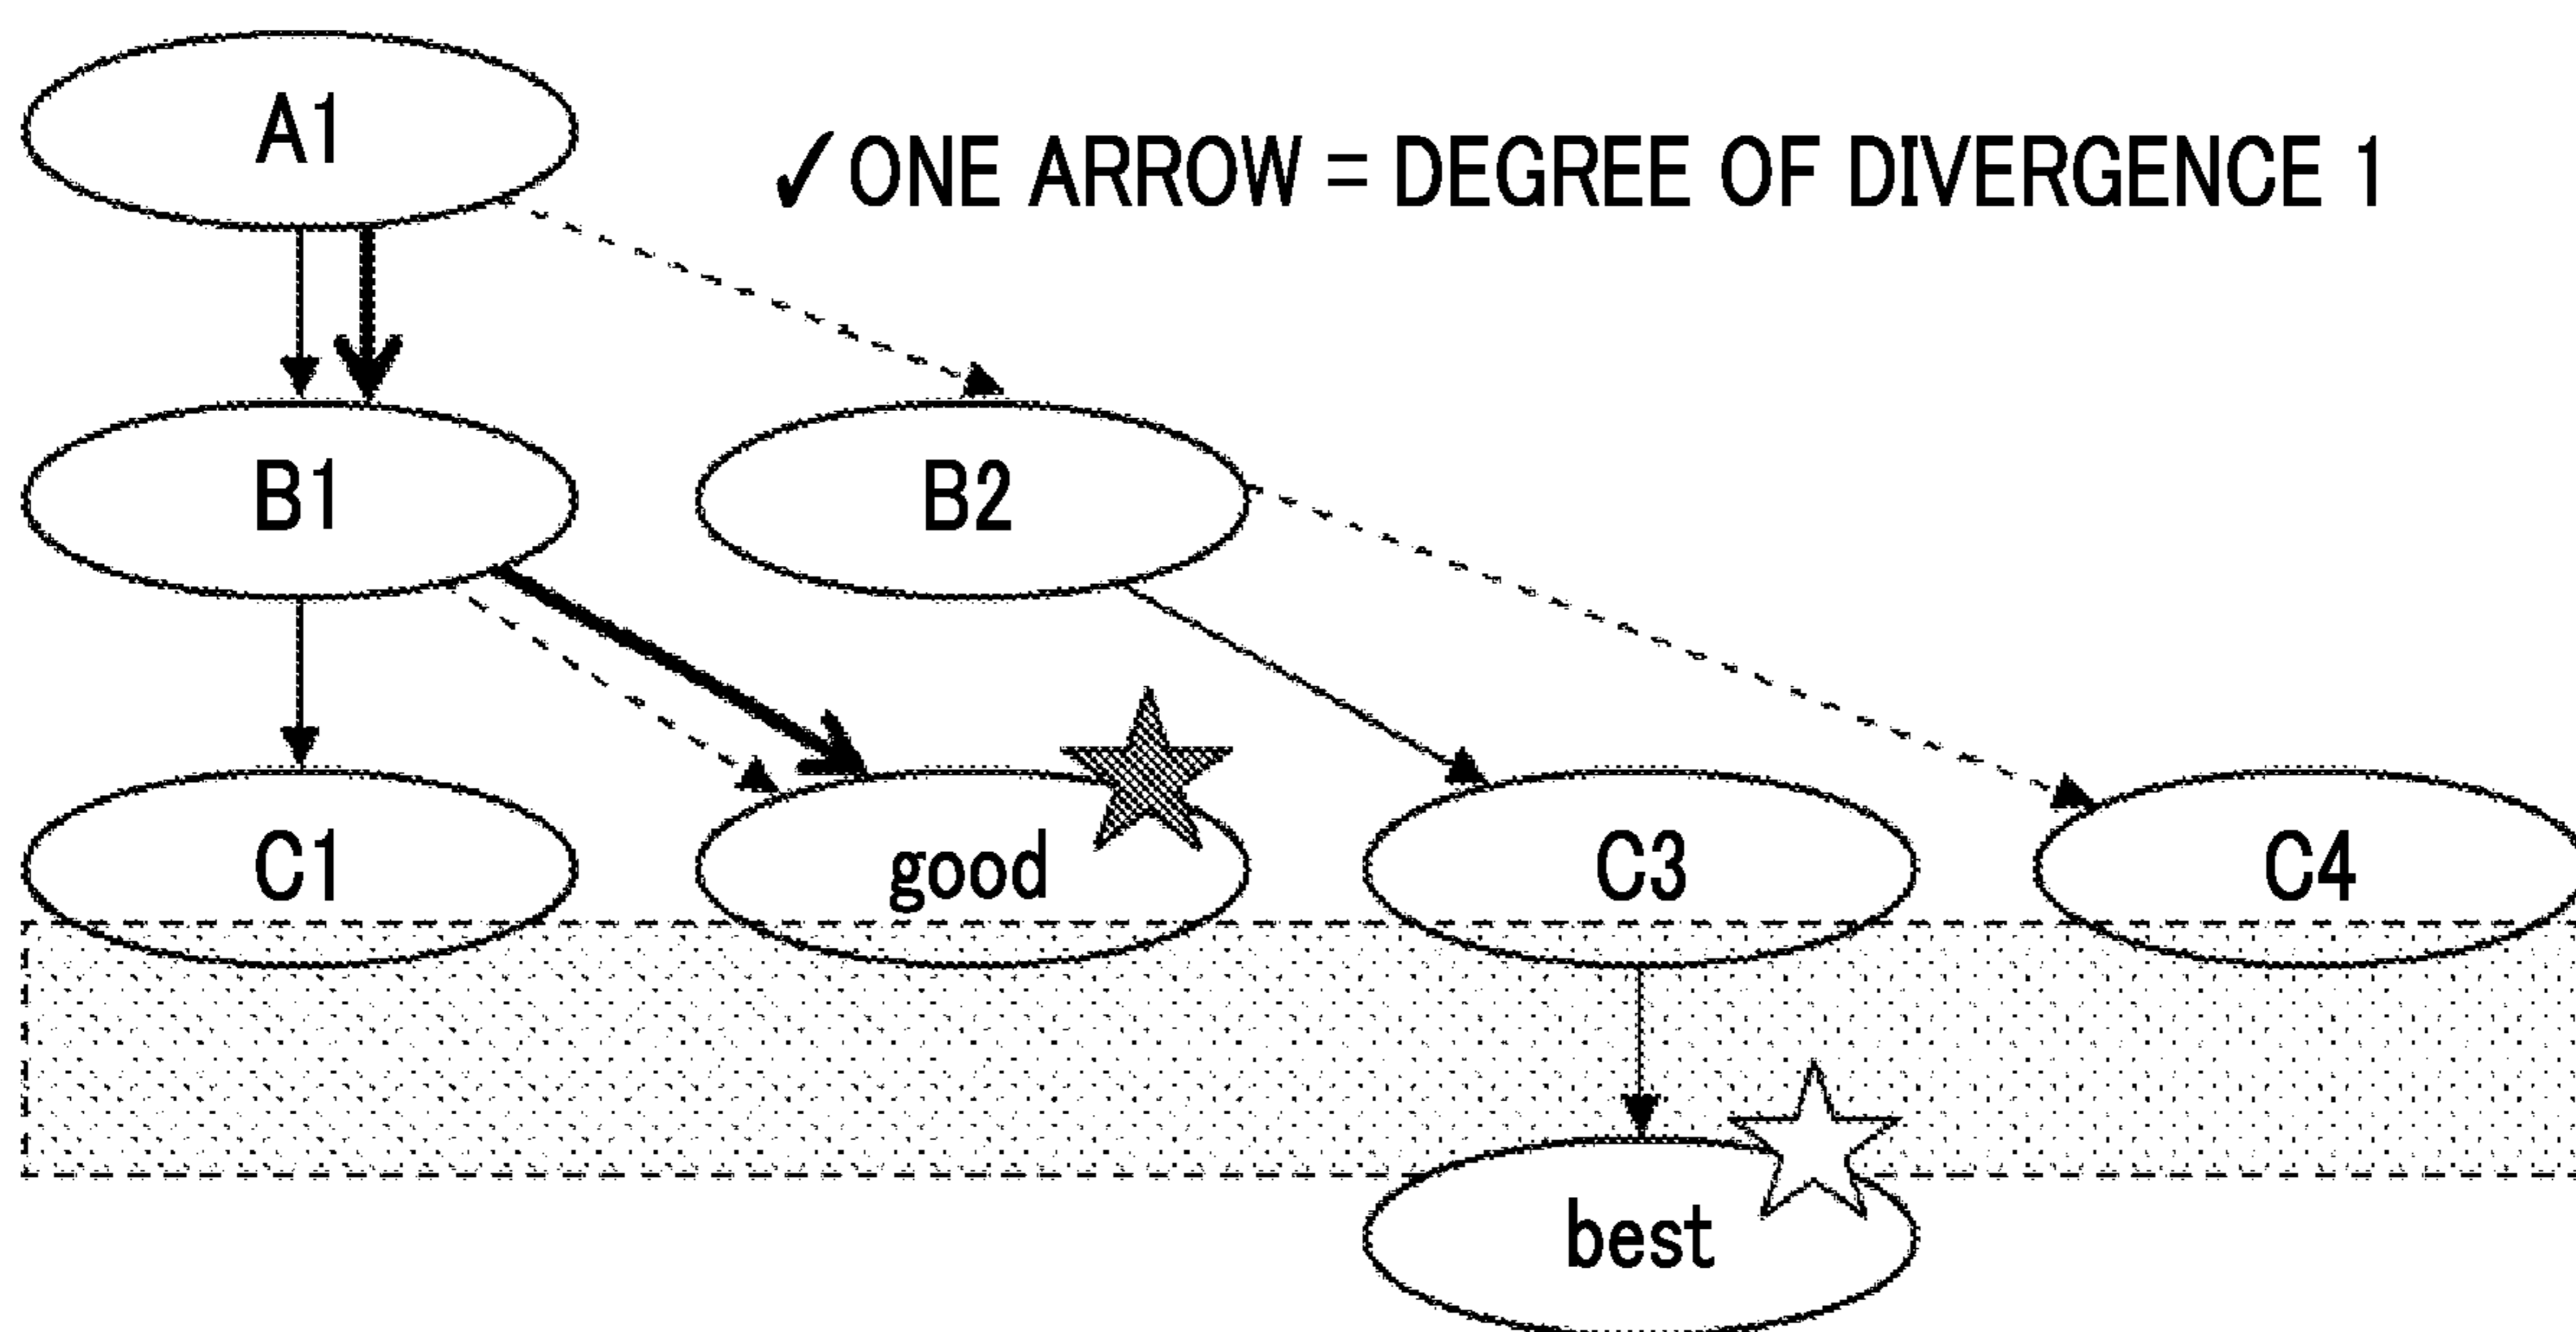 A1
✓ONE ARROW = DEGREE OF DIVERGENCE 1
B1
B2
C1
good
C3
C4
best